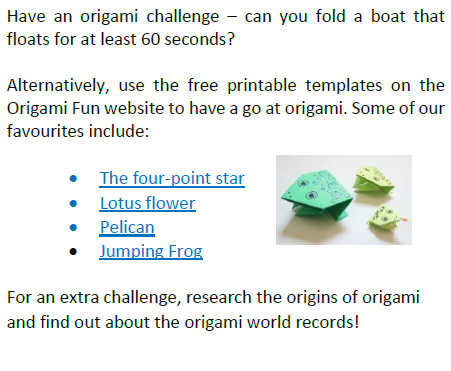 Have an origami challenge – can you fold a boat that
floats for at least 60 seconds?
Alternatively, use the free printable templates on the
Origami Fun website to have a go at origami. Some of our
favourites include:
• The four-point star
• Lotus flower
• Pelican
• Jumping Frog
For an extra challenge, research the origins of origami
and find out about the origami world records!